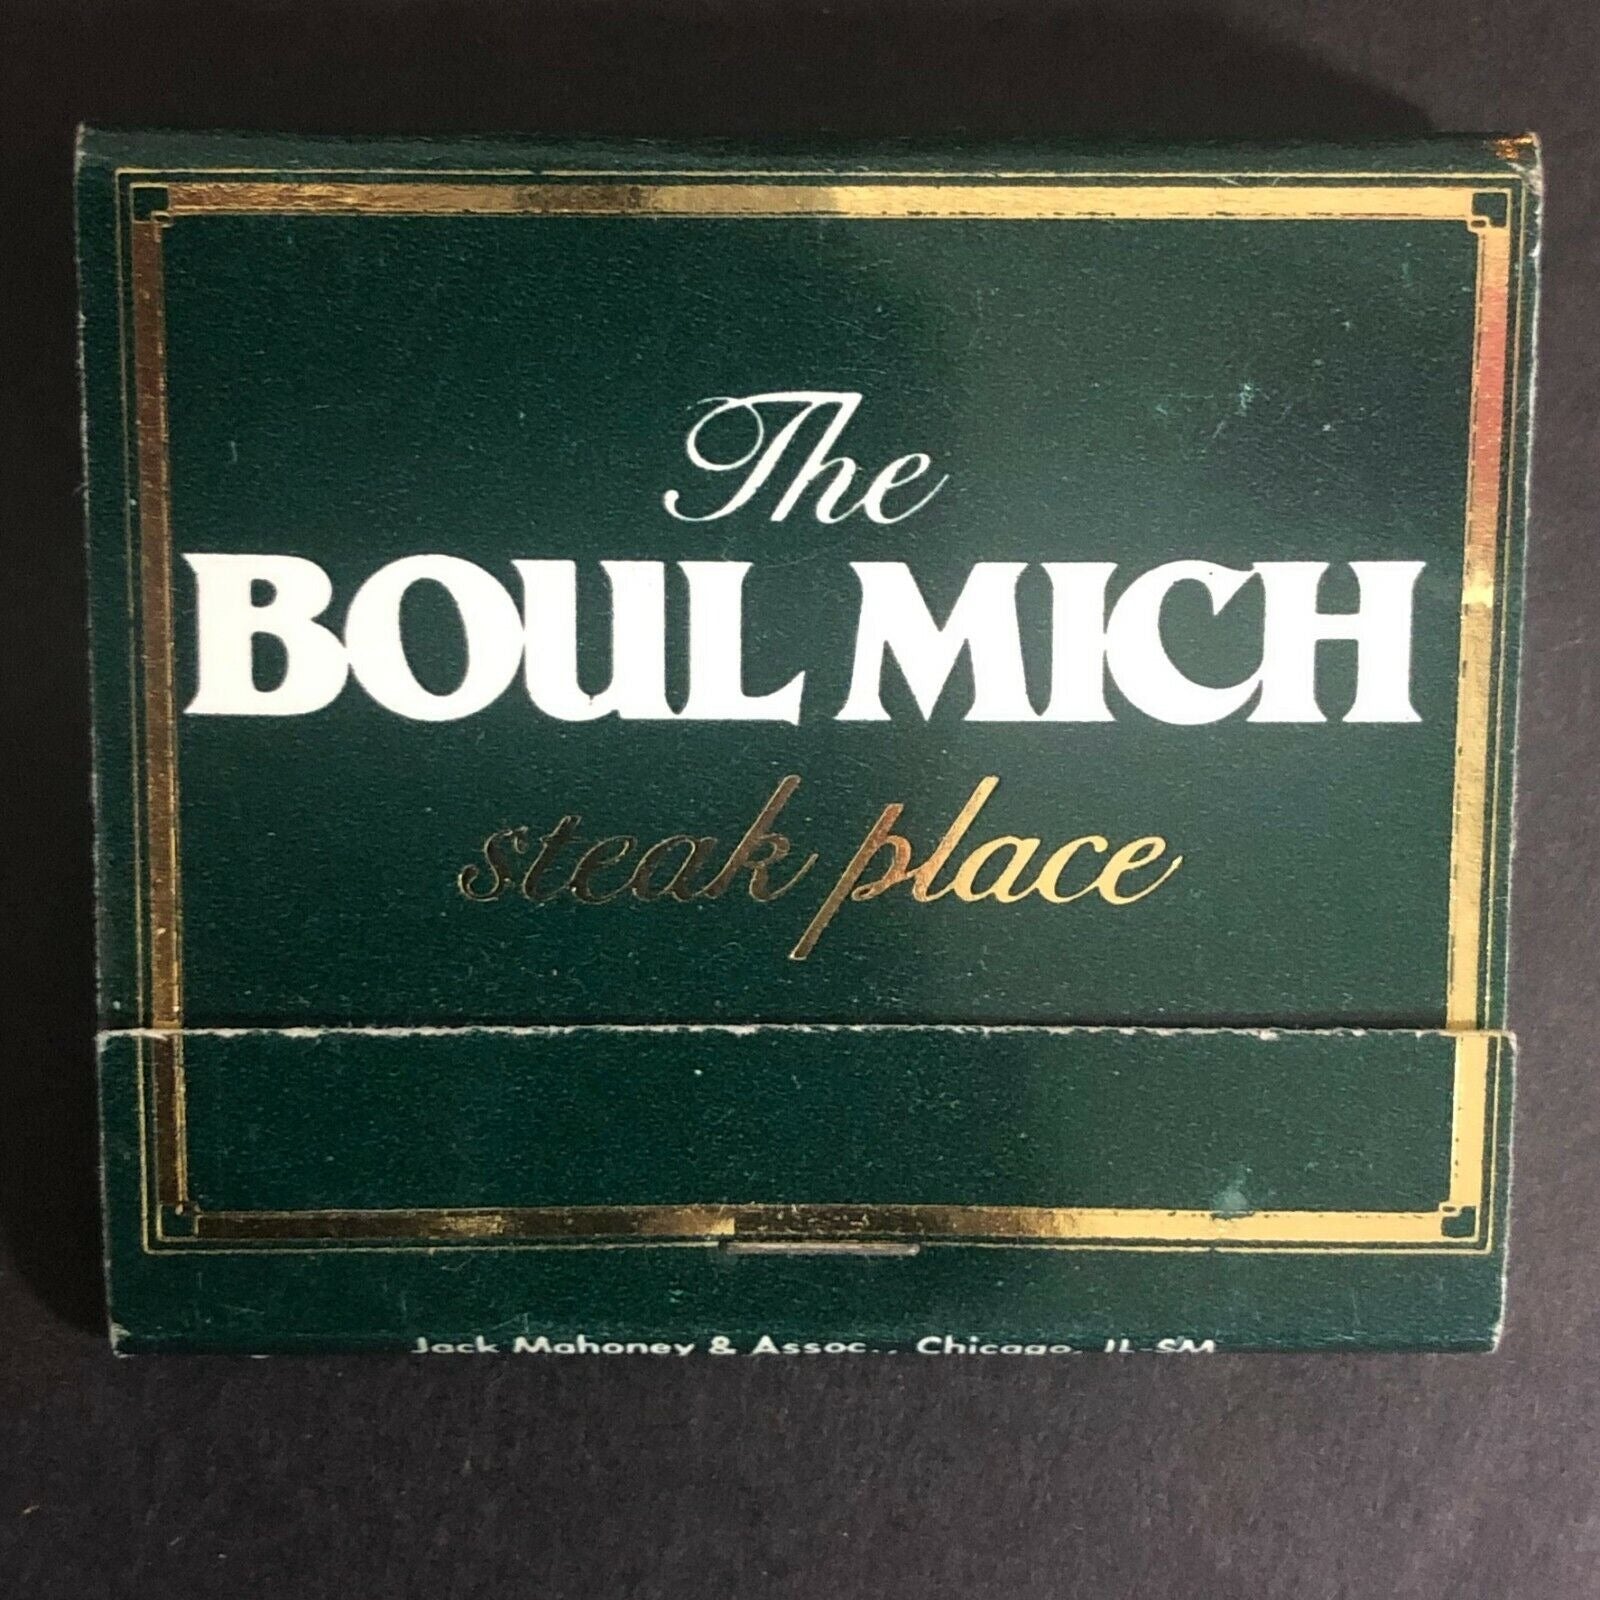 The
BOUL MICH
steak place
Jack Mahoney & Assoc., Chicago, IL-SM